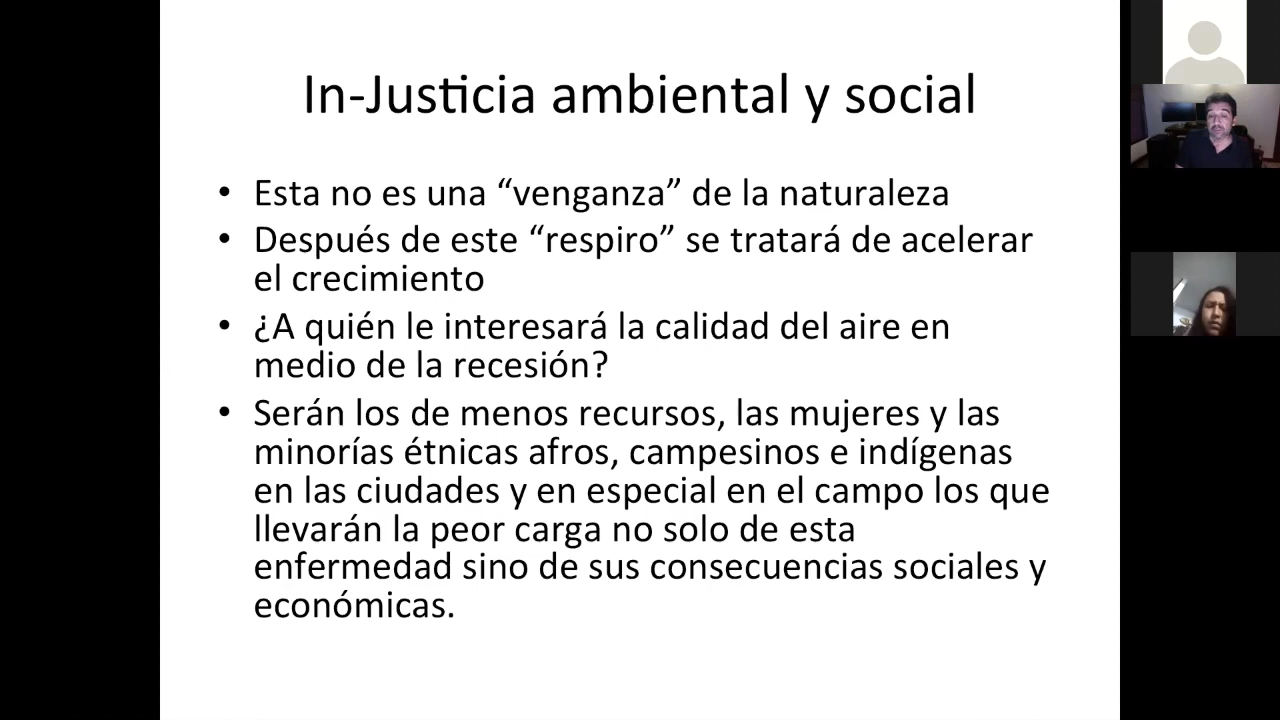 In-Justicia ambiental y social
• Esta no es una “venganza” de la naturaleza
• Después de este “respiro” se tratará de acelerar
el crecimiento
• ¿A quién le interesará la calidad del aire en
medio de la recesión?
• Serán los de menos recursos, las mujeres y las
minorías étnicas afros, campesinos e indígenas
en las ciudades y en especial en el campo los que
llevarán la peor carga no solo de esta
enfermedad sino de sus consecuencias sociales y
económicas.